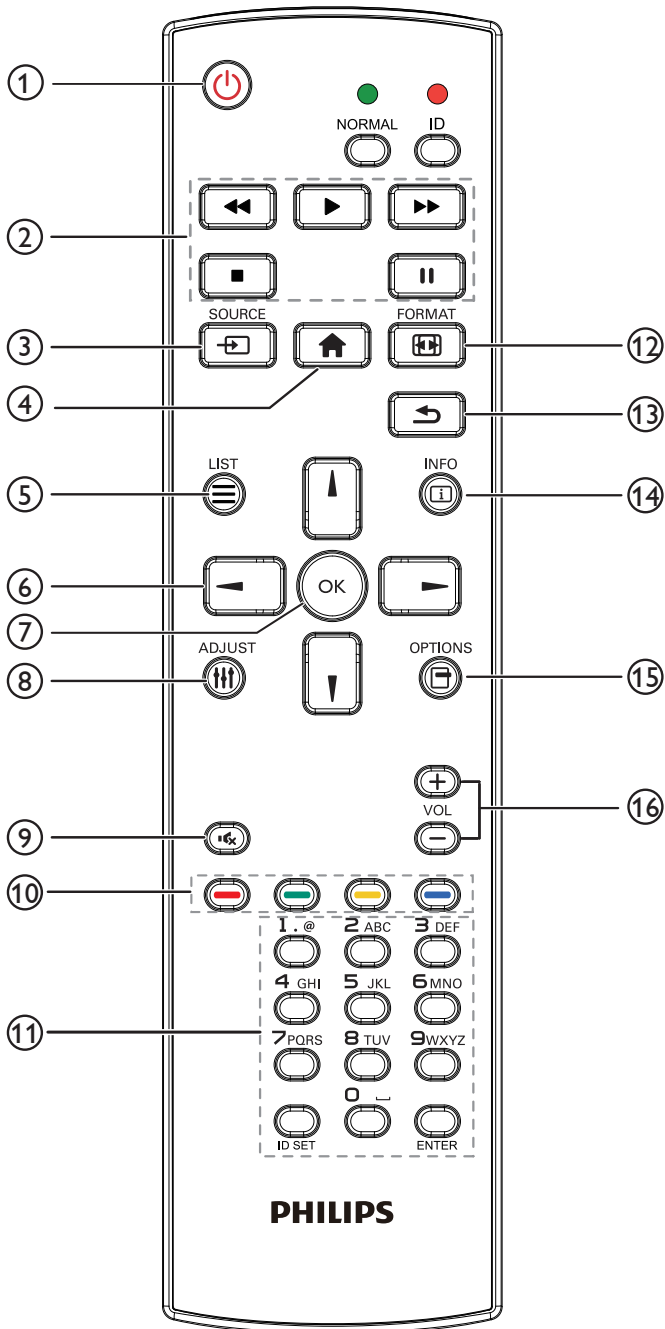 1
NORMAL ID
2
SOURCE FORMAT
3 12
4
13
LIST INFO
5 i 14
6 OK
7
ADJUST OPTIONS
8 15
+
VOL 16
9 −
10
1 . @ 2 ABC 3 DEF
4 GHI 5 JKL 6 MNO
11
7 PQRS 8 TUV 9 WXYZ
0 ⎵
ID SET ENTER
PHILIPS